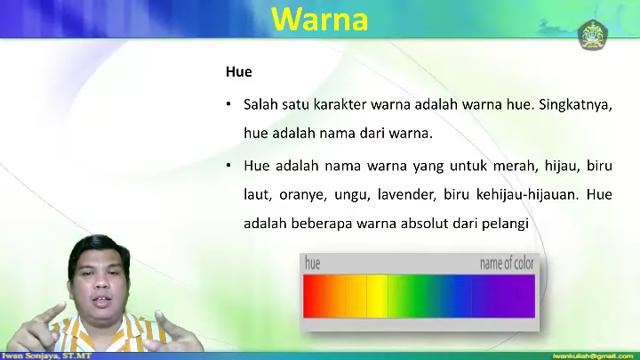 Warna
Hue
• Salah satu karakter warna adalah warna hue. Singkatnya,
hue adalah nama dari warna.
• Hue adalah nama warna yang untuk merah, hijau, biru
laut, oranye, ungu, lavender, biru kehijau-hijauan. Hue
adalah beberapa warna absolut dari pelangi
hue name of color
Iwan Sonjaya, ST.MT iwankuliah@gmail.com